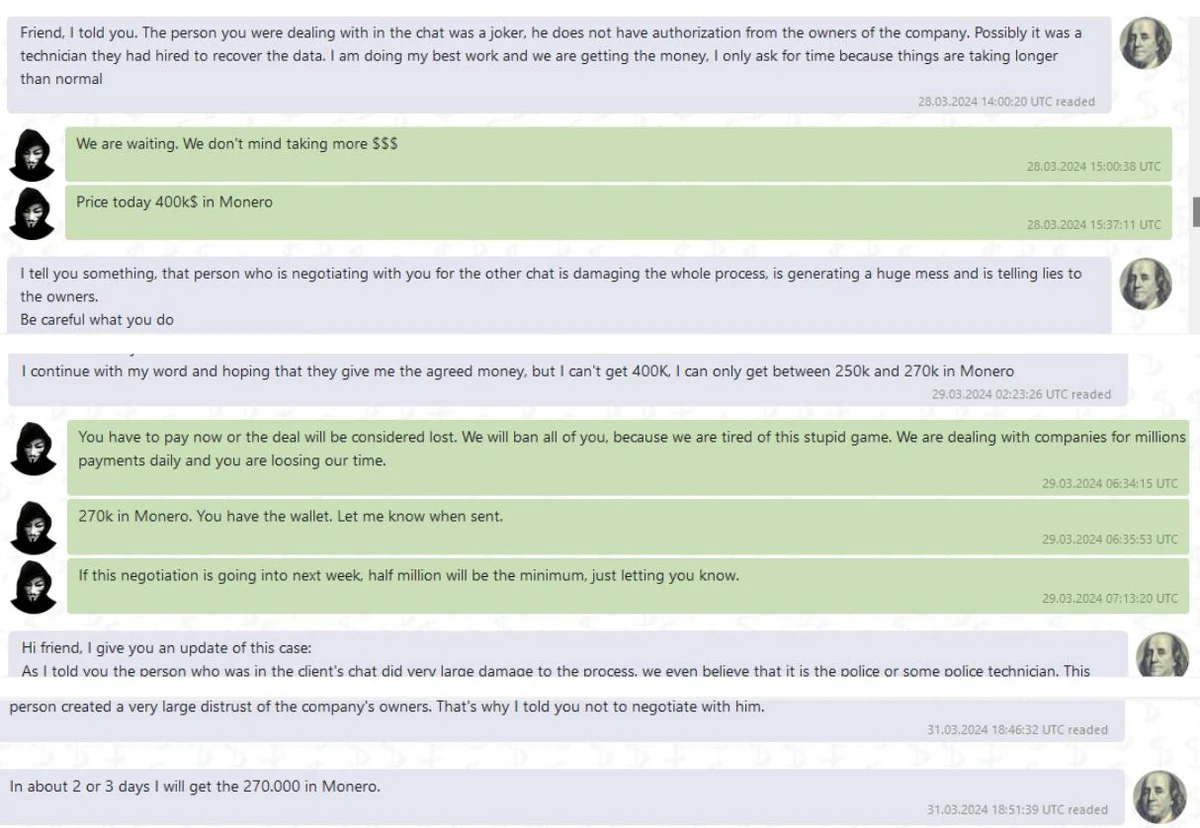 Friend, I told you. The person you were dealing with in the chat was a joker, he does not have authorization from the owners of the company. Possibly it was a
technician they had hired to recover the data. I am doing my best work and we are getting the money, I only ask for time because things are taking longer
than normal
28.03.2024 14:00:20 UTC readed
We are waiting. We don't mind taking more $$$
28.03.2024 15:00:38 UTC
Price today 400k$ in Monero
28.03.2024 15:37:11 UTC
I tell you something, that person who is negotiating with you for the other chat is damaging the whole process, is generating a huge mess and is telling lies to
the owners.
Be careful what you do
I continue with my word and hoping that they give me the agreed money, but I can't get 400K, I can only get between 250k and 270k in Monero
29.03.2024 02:23:26 UTC readed
You have to pay now or the deal will be considered lost. We will ban all of you, because we are tired of this stupid game. We are dealing with companies for millions
payments daily and you are loosing our time.
29.03.2024 06:34:15 UTC
270k in Monero. You have the wallet. Let me know when sent.
29.03.2024 06:35:53 UTC
If this negotiation is going into next week, half million will be the minimum, just letting you know.
29.03.2024 07:13:20 UTC
Hi friend, I give you an update of this case:
As I told you the person who was in the client's chat did very large damage to the process, we even believe that it is the police or some police technician. This
person created a very large distrust of the company's owners. That's why I told you not to negotiate with him.
31.03.2024 18:46:32 UTC readed
In about 2 or 3 days I will get the 270.000 in Monero.
31.03.2024 18:51:39 UTC readed